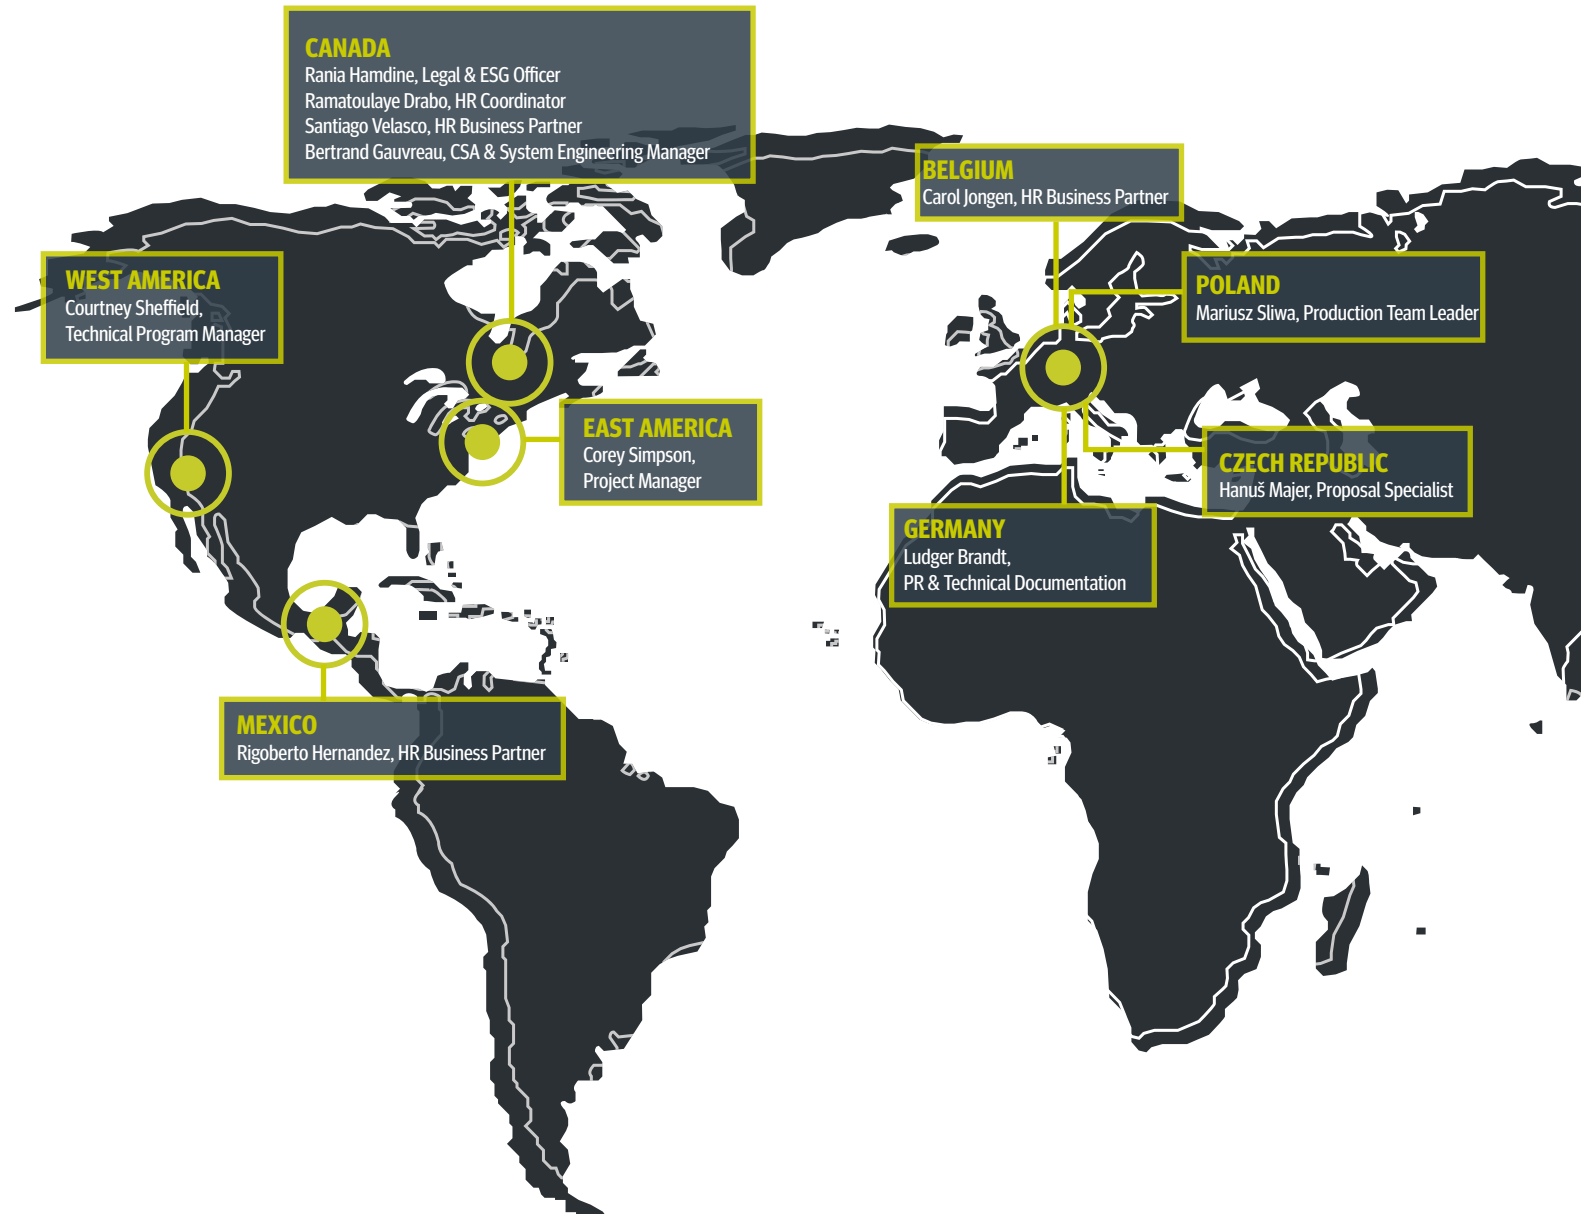 CANADA
Rania Hamdine, Legal & ESG Officer
Ramatoulaye Drabo, HR Coordinator
Santiago Velasco, HR Business Partner
Bertrand Gauvreau, CSA & System Engineering Manager
BELGIUM
Carol Jongen, HR Business Partner
WEST AMERICA
Courtney Sheffield,
Technical Program Manager
POLAND
Mariusz Sliwa, Production Team Leader
EAST AMERICA
Corey Simpson,
Project Manager
CZECH REPUBLIC
Hanuš Majer, Proposal Specialist
GERMANY
Ludger Brandt,
PR & Technical Documentation
MEXICO
Rigoberto Hernandez, HR Business Partner